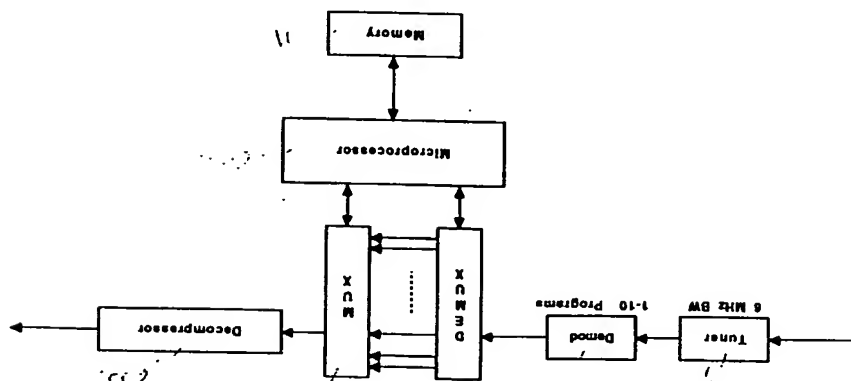 Tuner
6 MHz BW
Demod
1-10
Programs
DEMUX
MUX
Decompressor
Microprocessor
Memory